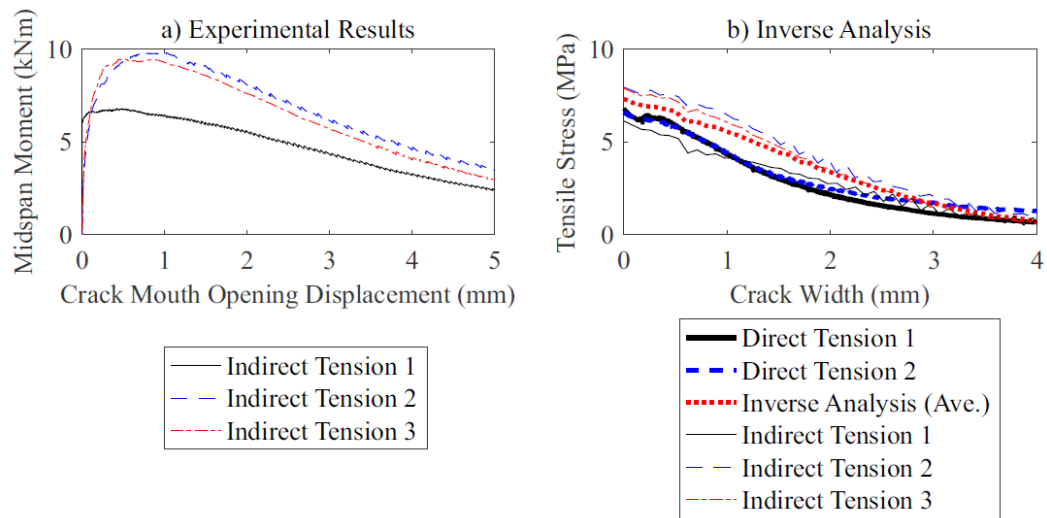 a) Experimental Results
Midspan Moment (kNm)
10
5
0
0 1 2 3 4 5
Crack Mouth Opening Displacement (mm)
Indirect Tension 1
Indirect Tension 2
Indirect Tension 3
b) Inverse Analysis
Tensile Stress (MPa)
10
5
0
0 1 2 3 4
Crack Width (mm)
Direct Tension 1
Direct Tension 2
Inverse Analysis (Ave.)
Indirect Tension 1
Indirect Tension 2
Indirect Tension 3